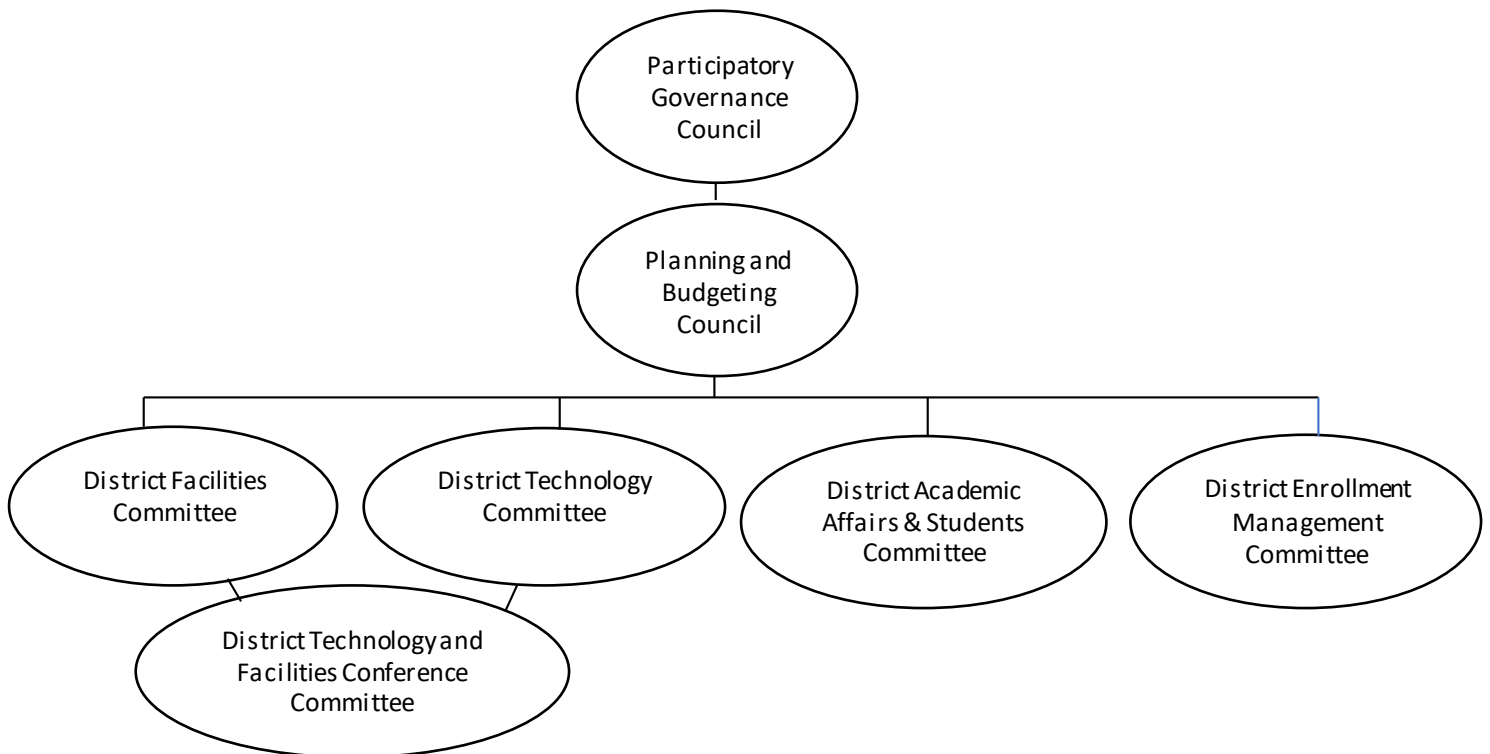 Participatory
Governance
Council
Planning and
Budgeting
Council
District Facilities
Committee
District Technology
Committee
District Academic
Affairs & Students
Committee
District Enrollment
Management
Committee
District Technology and
Facilities Conference
Committee